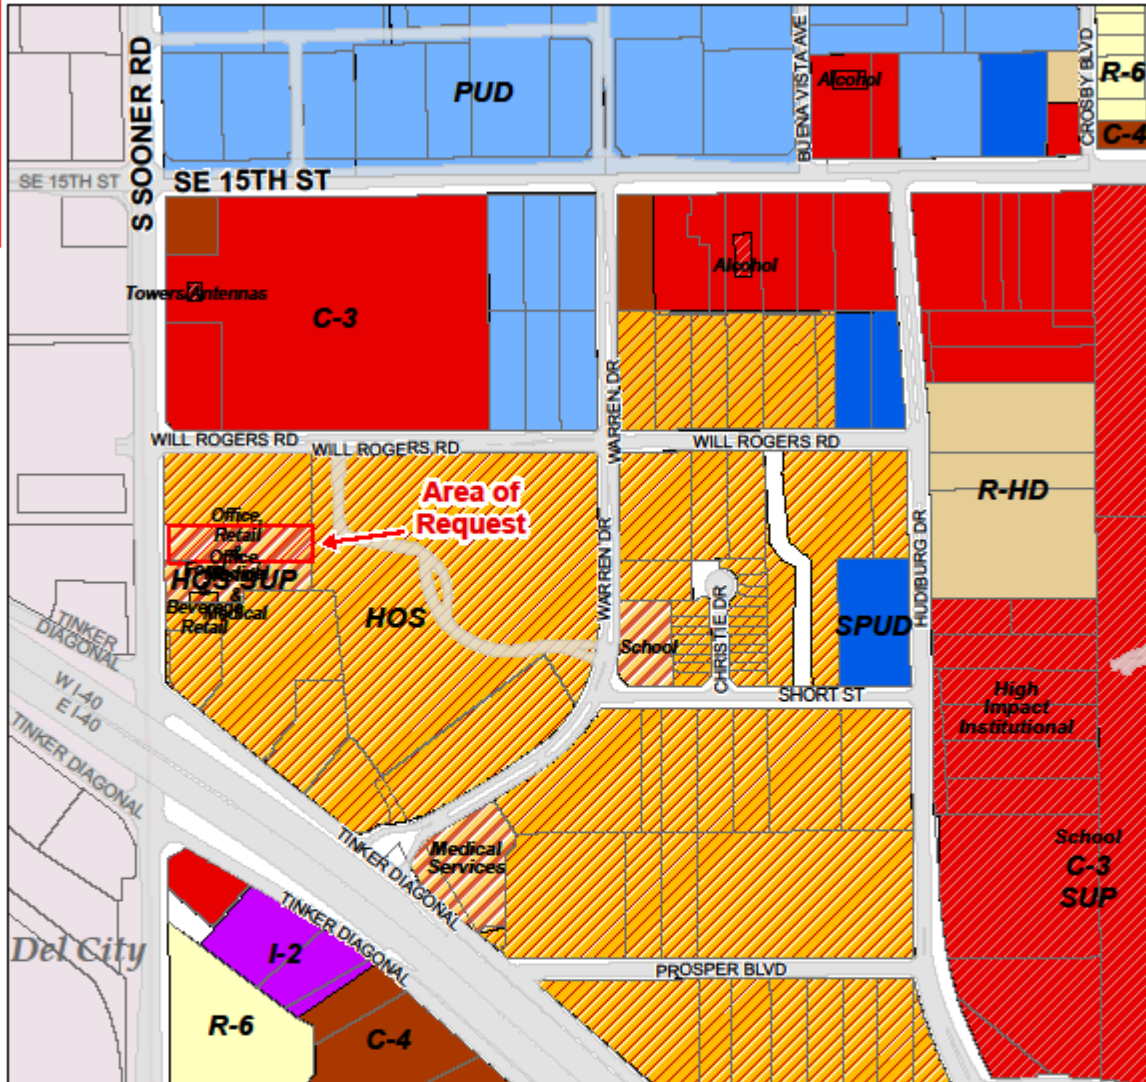 S SOONER RD
PUD
BUENA VISTA AVE
Alcohol
CROSBY BLVD
R-6
C-4
SE 15TH ST
SE 15TH ST
Towers/Antennas
C-3
Alcohol
WARREN DR
WILL ROGERS RD
WILL ROGERS RD
WILL ROGERS RD
Area of
Request
R-HD
Office,
Retail
&
Office
HOS SUP
&
Beverage
Medical
Retail
HOS
WARREN DR
HUDIBURG DR
SPUD
School
CHRISTIE DR
SHORT ST
TINKER
DIAGONAL
W I-40
E I-40
TINKER DIAGONAL
High
Impact
Institutional
TINKER DIAGONAL
Medical
Services
School
C-3
SUP
TINKER DIAGONAL
Del City
I-2
PROSPER BLVD
R-6
C-4